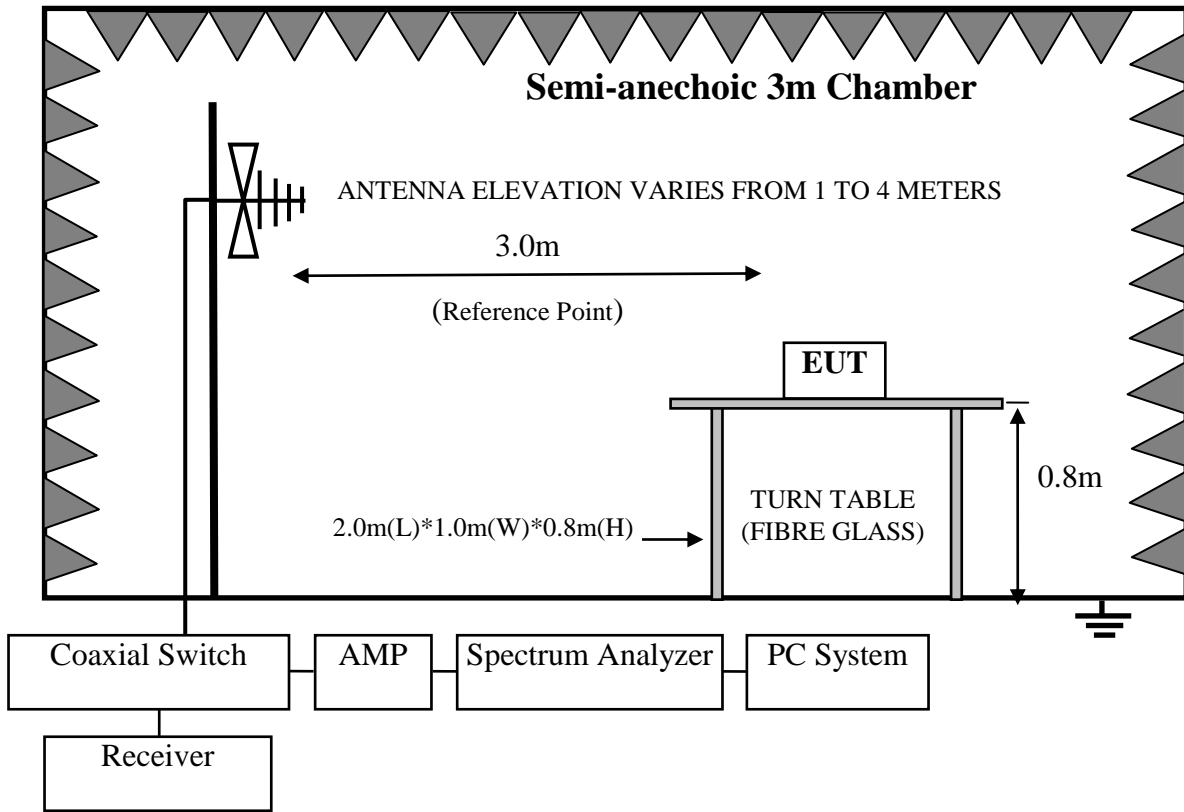 Semi-anechoic 3m Chamber
ANTENNA ELEVATION VARIES FROM 1 TO 4 METERS
3.0m
(Reference Point)
EUT
0.8m
TURN TABLE
(FIBRE GLASS)
2.0m(L)*1.0m(W)*0.8m(H)
Coaxial Switch
AMP
Spectrum Analyzer
PC System
Receiver